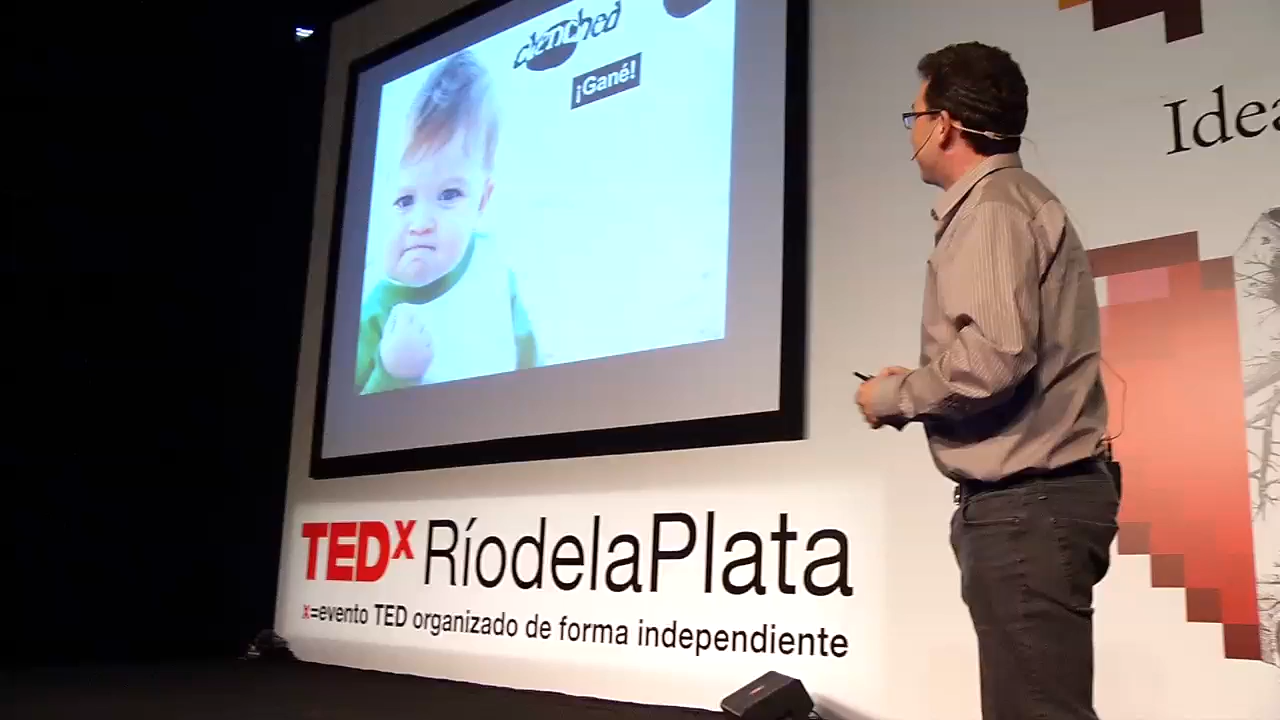 clenched
¡Gané!
Idea
TEDx RíodelaPlata
x=evento TED organizado de forma independiente